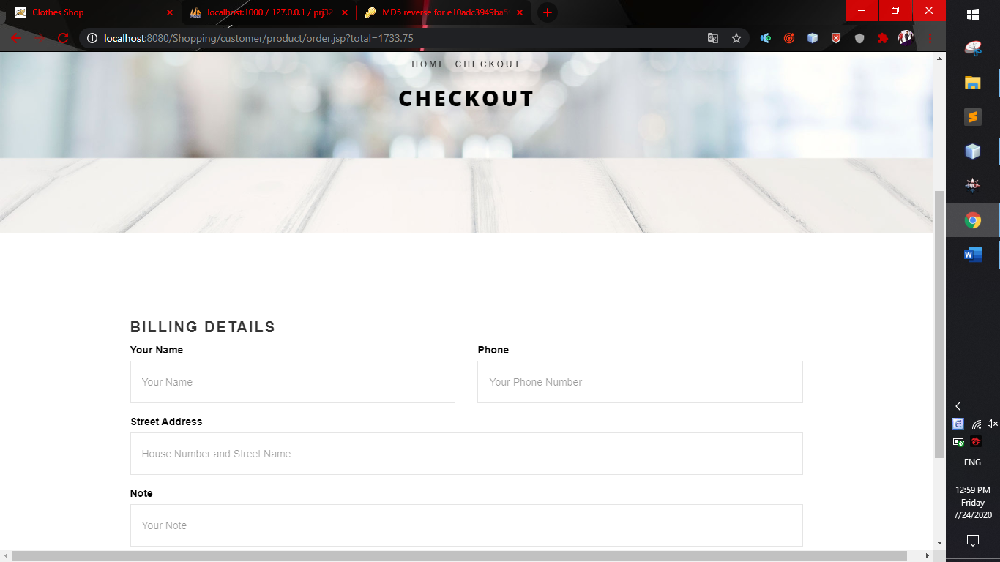 Clothes Shop
localhost:1000 / 127.0.0.1 / prj32
MD5 reverse for e10adc3949ba5
localhost:8080/Shopping/customer/product/order.jsp?total=1733.75
HOME CHECKOUT
CHECKOUT
BILLING DETAILS
Your Name
Phone
Your Name
Your Phone Number
Street Address
House Number and Street Name
Note
Your Note
ENG
12:59 PM
Friday
7/24/2020